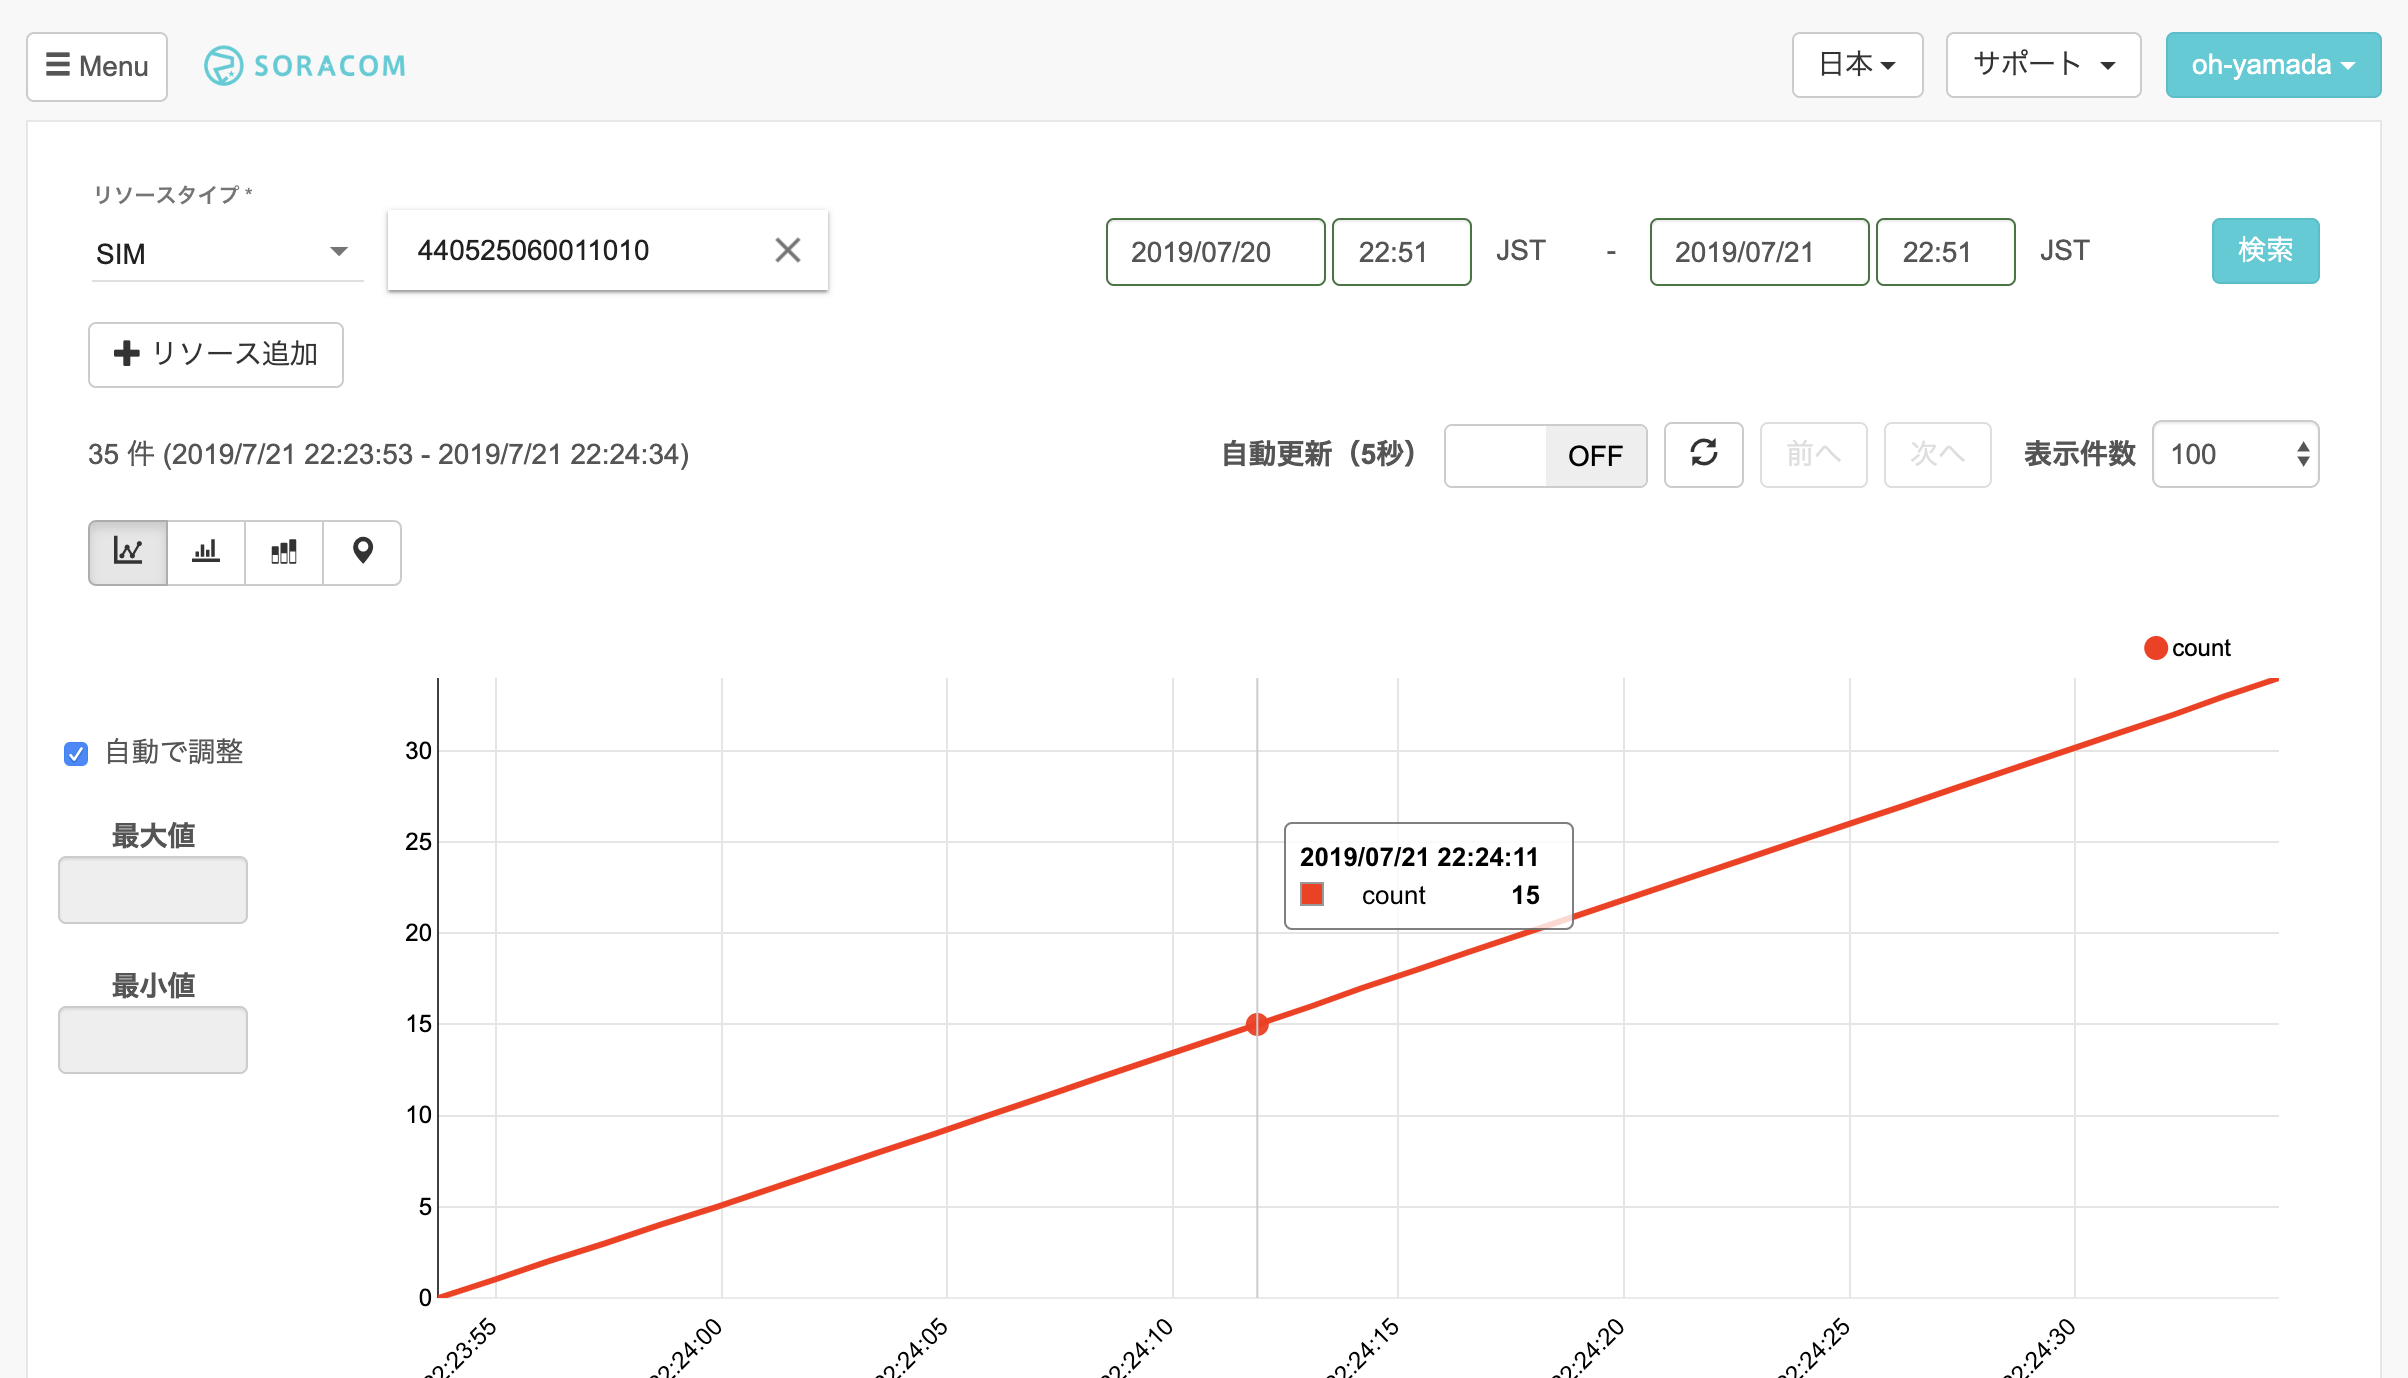 Menu
SORACOM
日本
サポート
oh-yamada
リソースタイプ *
SIM
440525060011010
2019/07/20 22:51 JST - 2019/07/21 22:51 JST
検索
リソース追加
35 件 (2019/7/21 22:23:53 - 2019/7/21 22:24:34)
自動更新（5秒）
OFF
前へ
次へ
表示件数
100
count
自動で調整
最大値
最小値
30
25
20
15
10
5
0
2019/07/21 22:24:11
count 15
22:23:55
22:24:00
22:24:05
22:24:10
22:24:15
22:24:20
22:24:25
22:24:30